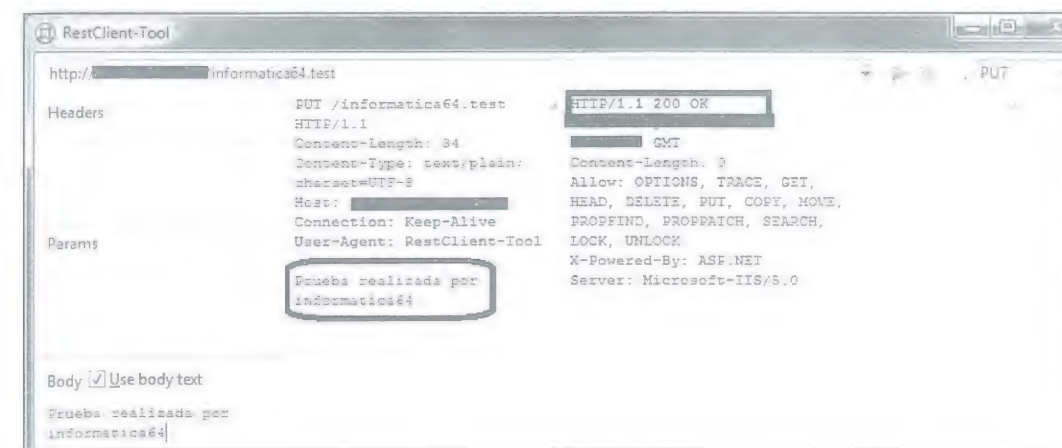 RestClient-Tool
http:// /informatica64.test
PUT
Headers
PUT /informatica64.test
HTTP/1.1
Content-Length: 34
Content-Type: text/plain;
charset=UTF-8
Host:
Connection: Keep-Alive
User-Agent: RestClient-Tool
Prueba realizada por
informatica64
HTTP/1.1 200 OK
GMT
Content-Length: 0
Allow: OPTIONS, TRACE, GET,
HEAD, DELETE, PUT, COPY, MOVE,
PROPFIND, PROPPATCH, SEARCH,
LOCK, UNLOCK
X-Powered-By: ASP.NET
Server: Microsoft-IIS/5.0
Params
Body Use body text
Prueba realizada por
informatica64